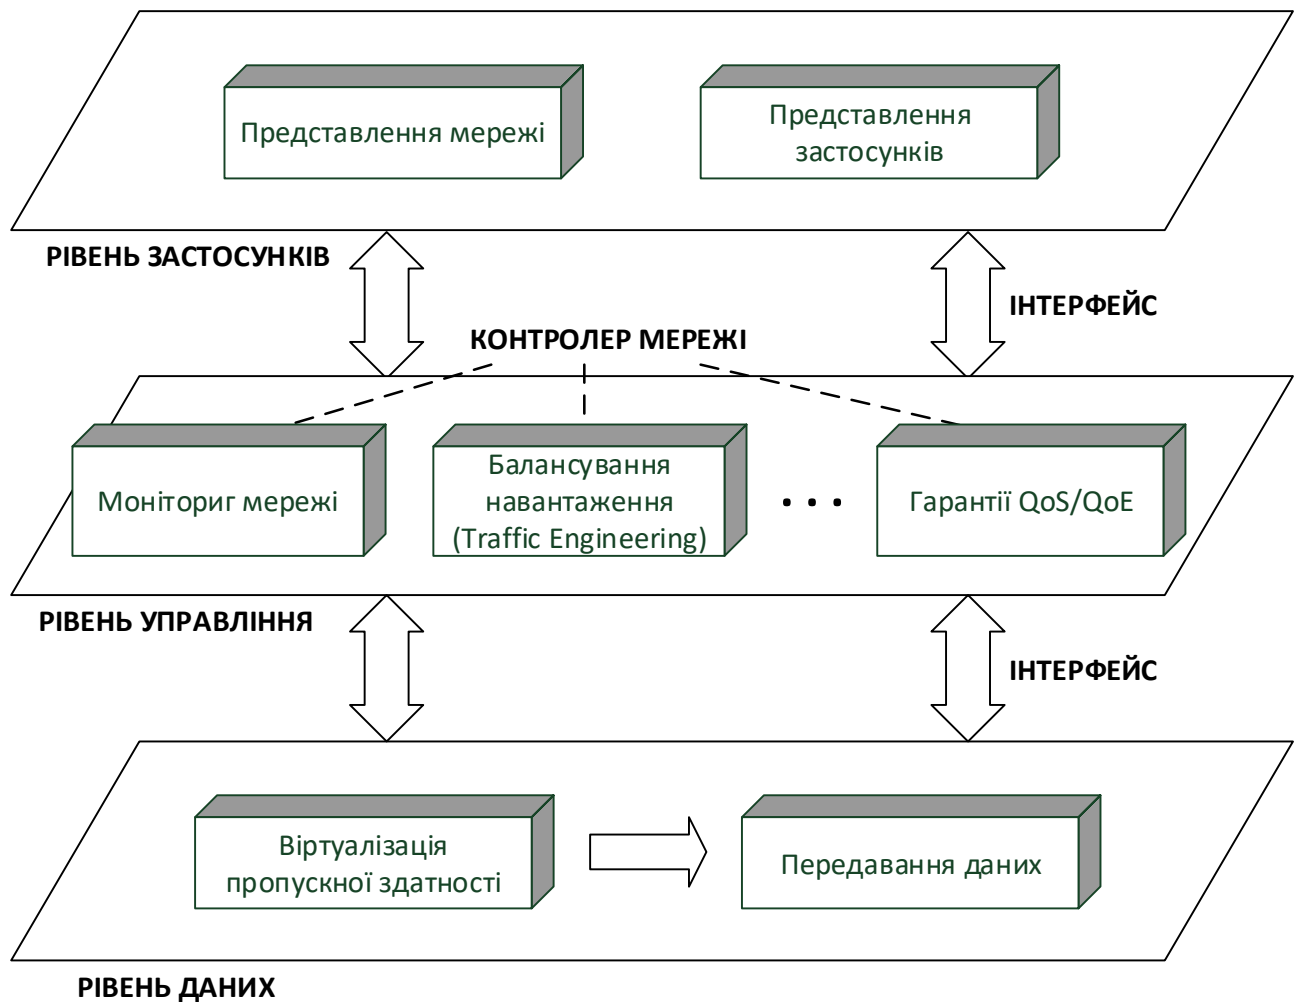 Представлення мережі
Представлення
застосунків
РІВЕНЬ ЗАСТОСУНКІВ
ІНТЕРФЕЙС
КОНТРОЛЕР МЕРЕЖІ
Моніториг мережі
Балансування
навантаження
(Traffic Engineering)
. . .
Гарантії QoS/QoE
РІВЕНЬ УПРАВЛІННЯ
ІНТЕРФЕЙС
Віртуалізація
пропускної здатності
Передавання даних
РІВЕНЬ ДАНИХ